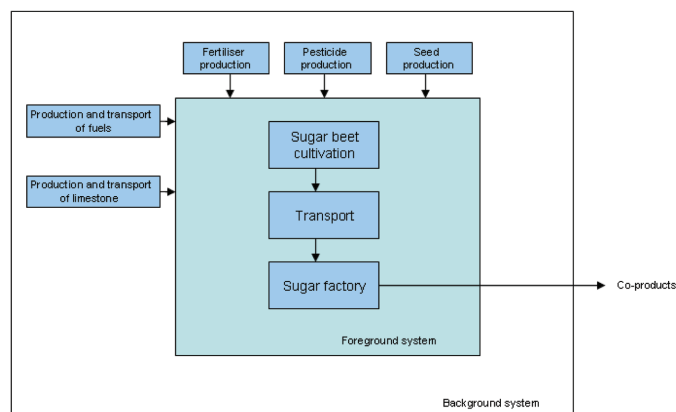 Fertiliser
production
Pesticide
production
Seed
production
Production and transport
of fuels
Sugar beet
cultivation
Production and transport
of limestone
Transport
Sugar factory
Co-products
Foreground system
Background system